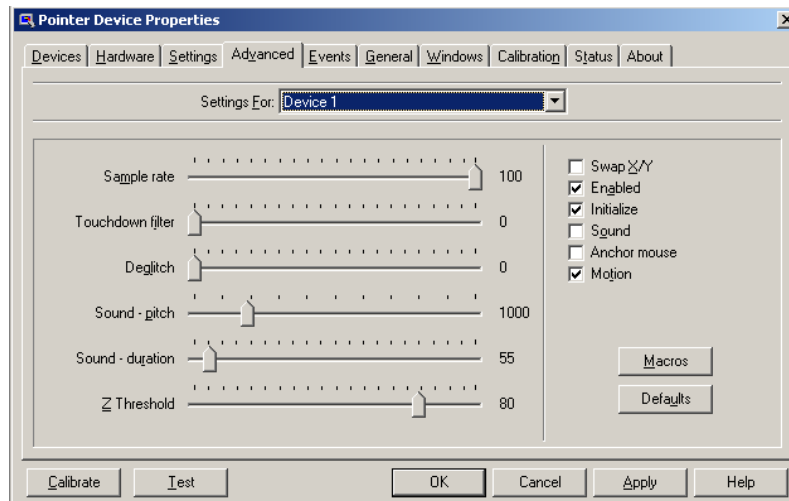 Pointer Device Properties
Devices Hardware Settings Advanced Events General Windows Calibration Status About
Settings For: Device 1
Sample rate 100
Touchdown filter 0
Deglitch 0
Sound - pitch 1000
Sound - duration 55
Z Threshold 80
Swap X/Y
Enabled
Initialize
Sound
Anchor mouse
Motion
Macros
Defaults
Calibrate Test OK Cancel Apply Help